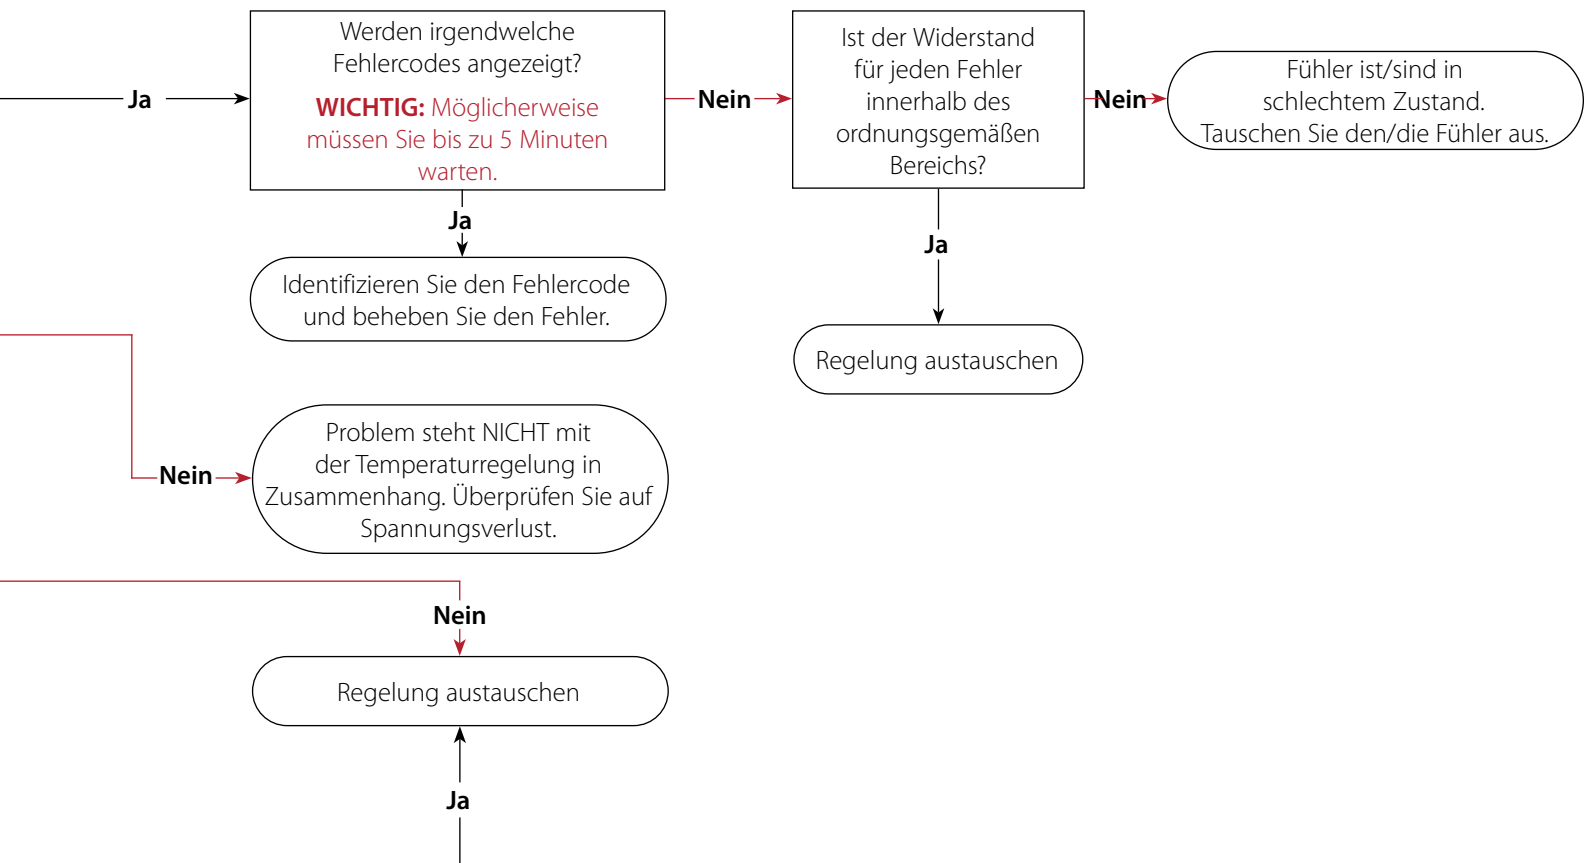 Ja
Werden irgendwelche
Fehlercodes angezeigt?
WICHTIG: Möglicherweise
müssen Sie bis zu 5 Minuten
warten.
Nein
Ist der Widerstand
für jeden Fehler
innerhalb des
ordnungsgemäßen
Bereichs?
Nein
Fühler ist/sind in
schlechtem Zustand.
Tauschen Sie den/die Fühler aus.
Ja
Identifizieren Sie den Fehlercode
und beheben Sie den Fehler.
Ja
Regelung austauschen
Nein
Problem steht NICHT mit
der Temperaturregelung in
Zusammenhang. Überprüfen Sie auf
Spannungsverlust.
Nein
Regelung austauschen
Ja